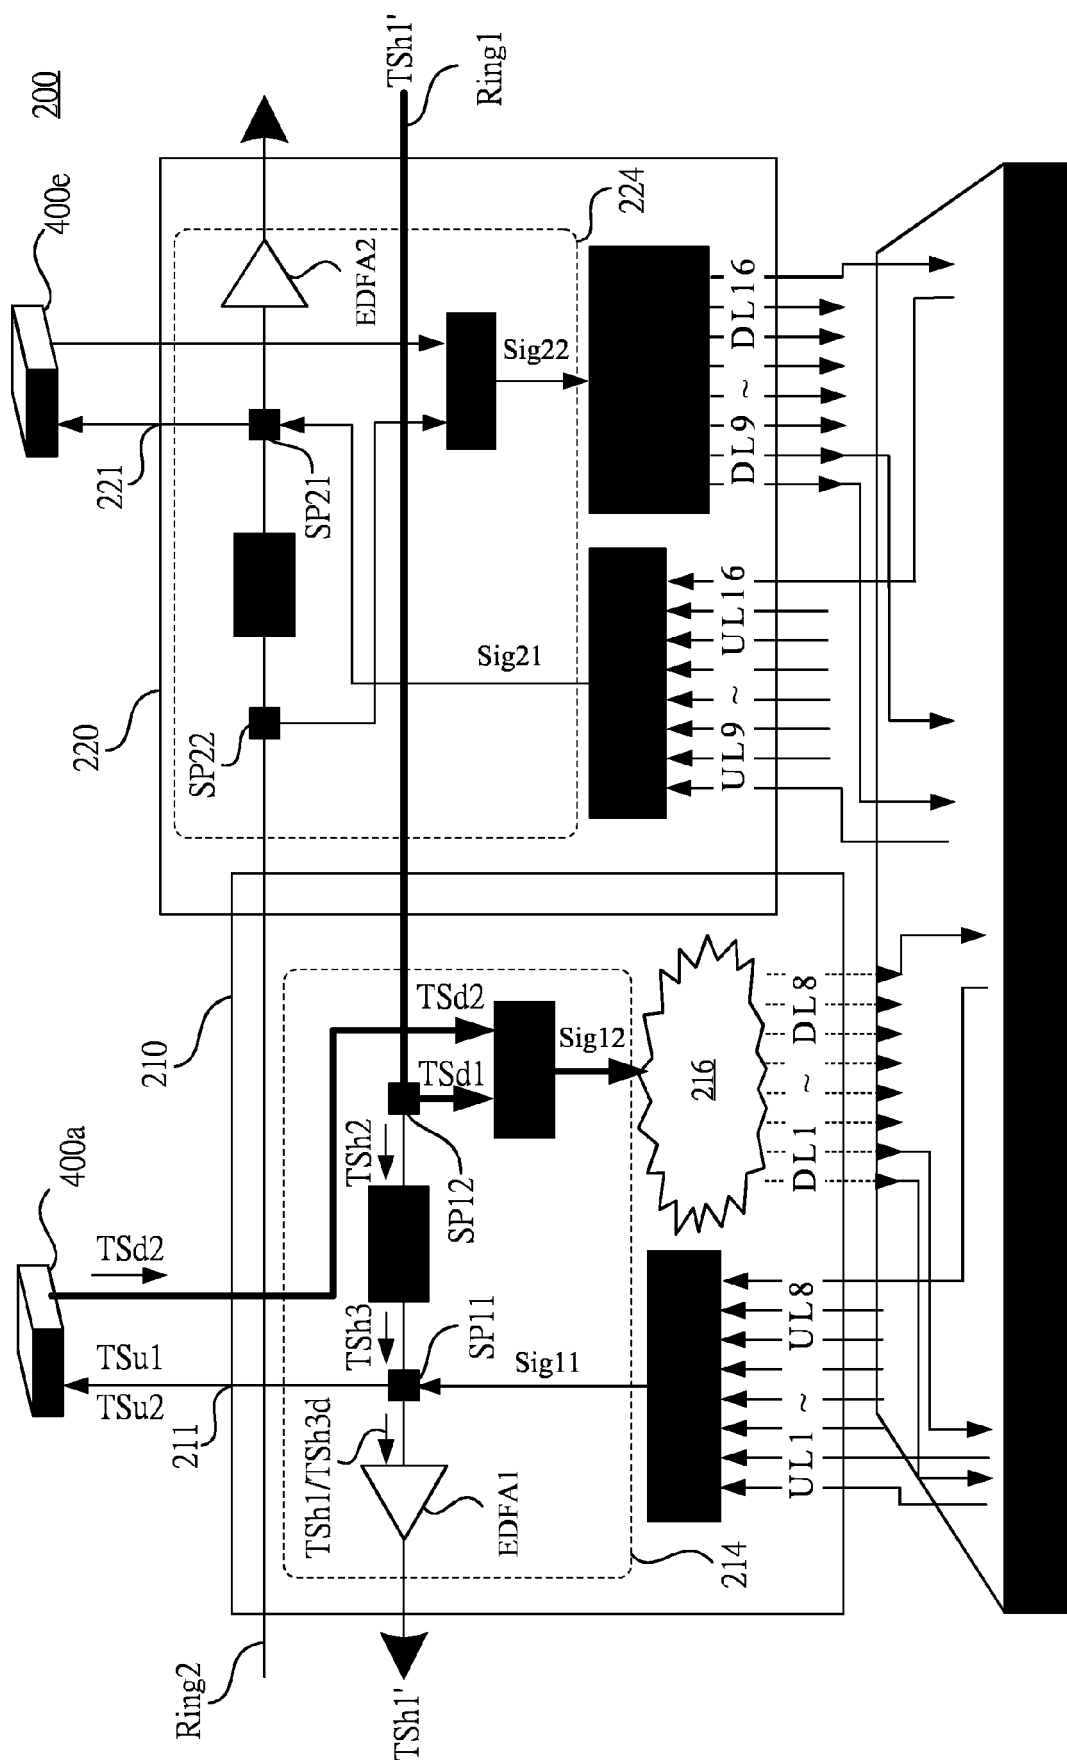 200
TSh1'
Ring1
400e
224
EDFA2
Sig22
DL9 ~ DL16
221
SP21
Sig21
UL9 ~ UL16
220
SP22
210
TSd2
TSd1
Sig12
216
DL1 ~ DL8
400a
TSd2
TSh2
SP12
TSh3
SP11
TSu1
TSu2
211
Sig11
UL1 ~ UL8
TSh1/TSh3d
EDFA1
214
Ring2
TSh1'